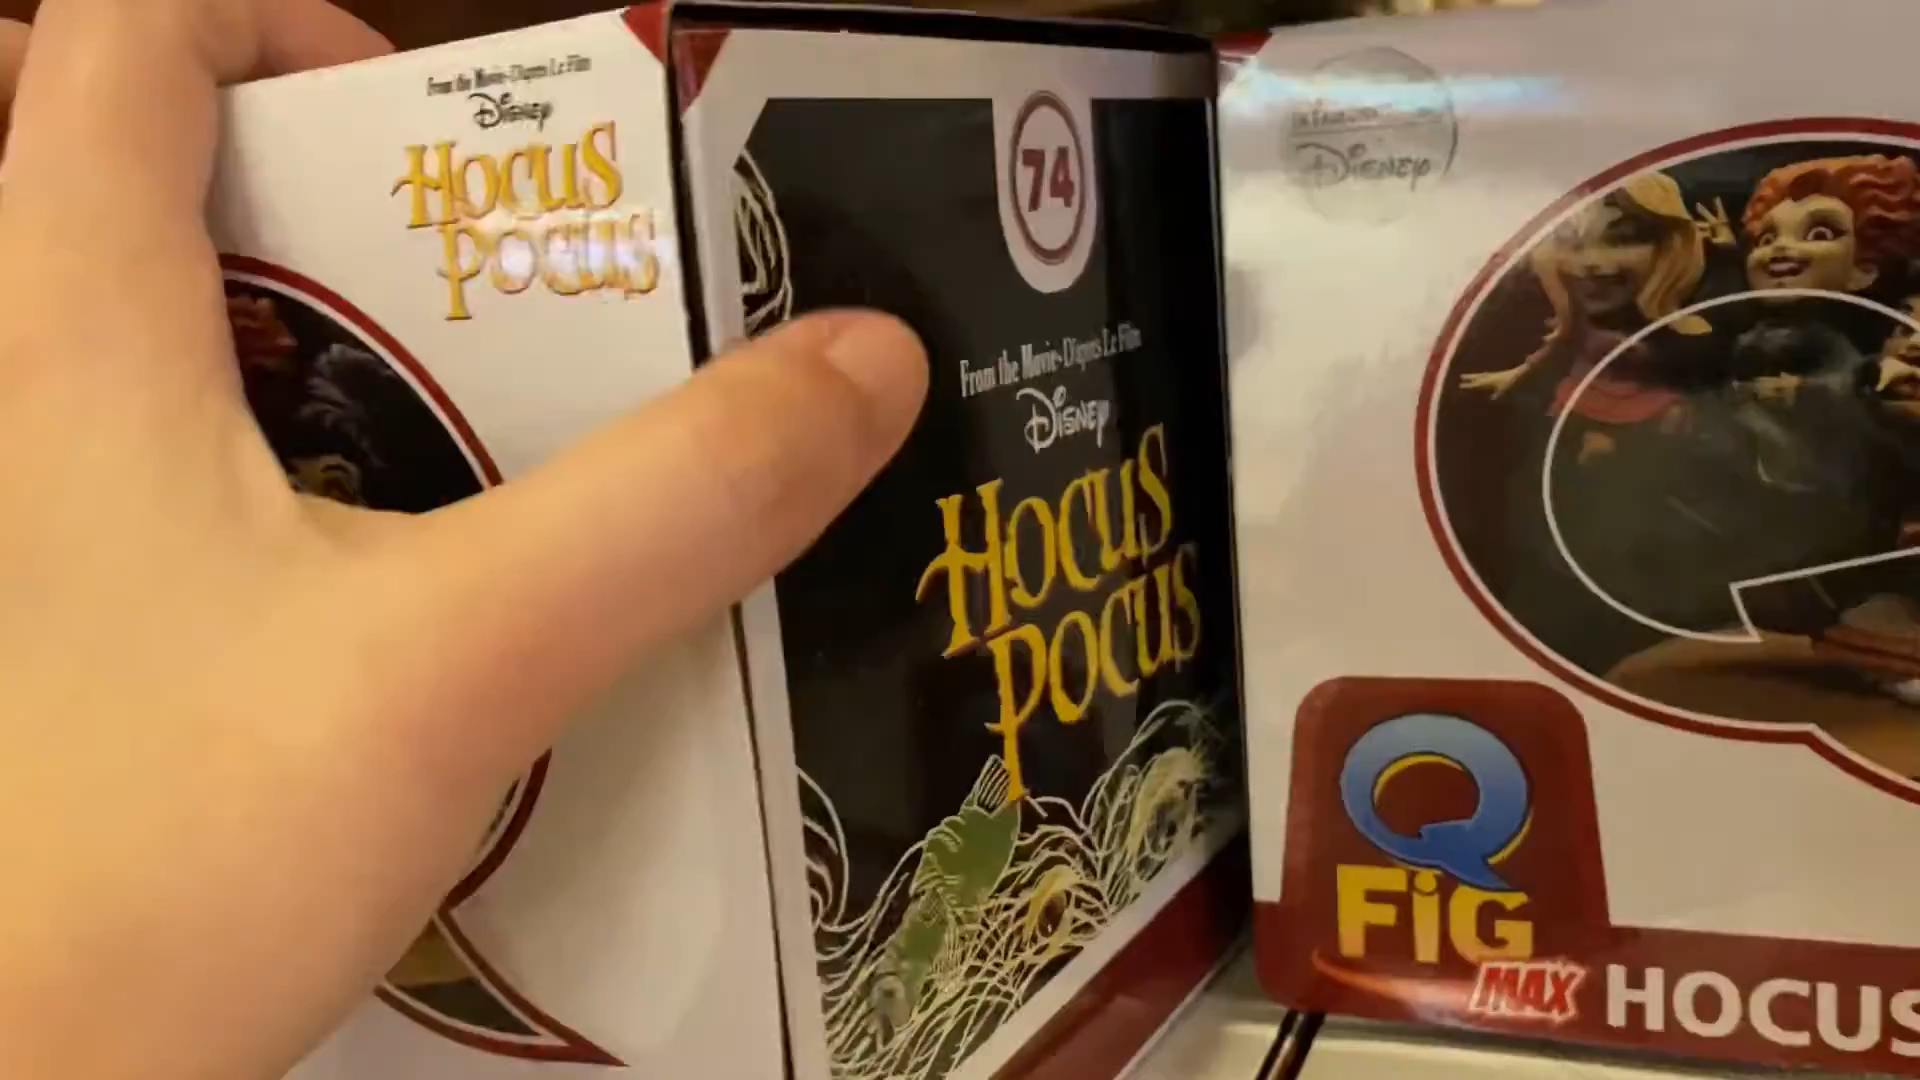 From the Movie-D'après Le Film
DISNEY
HOCUS
POCUS
74
From the Movie-D'après Le Film
DISNEY
HOCUS
POCUS
DISNEY
Q
FiG
MAX HOCUS